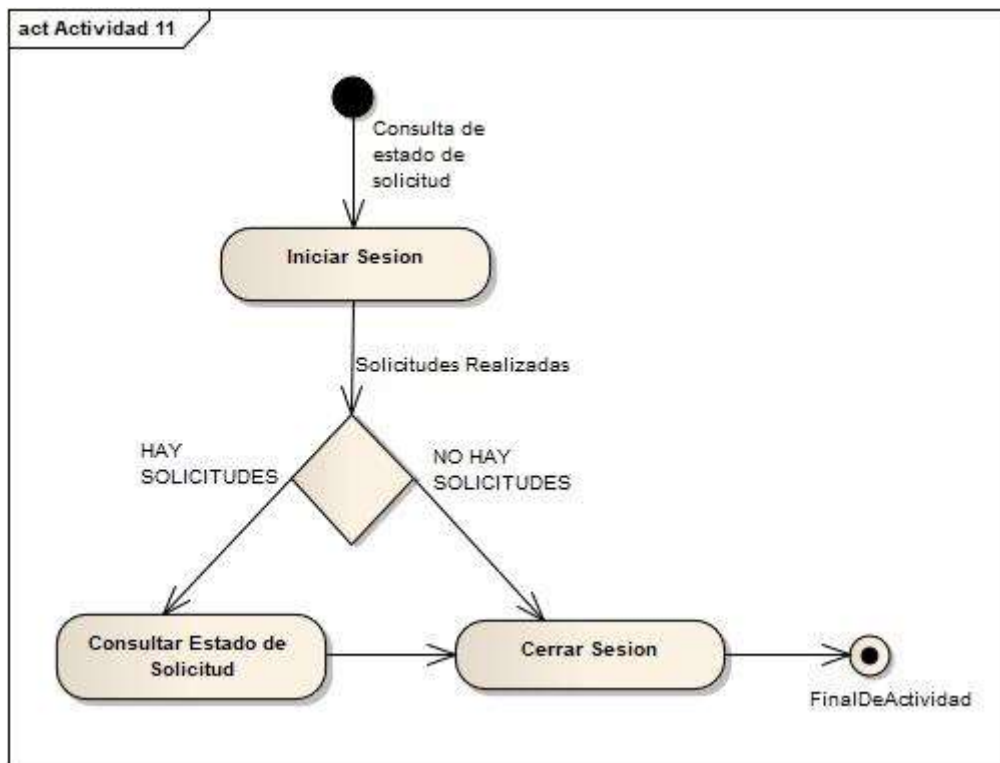 act Actividad 11
Consulta de
estado de
solicitud
Iniciar Sesion
Solicitudes Realizadas
HAY
SOLICITUDES
NO HAY
SOLICITUDES
Consultar Estado de
Solicitud
Cerrar Sesion
FinalDeActividad